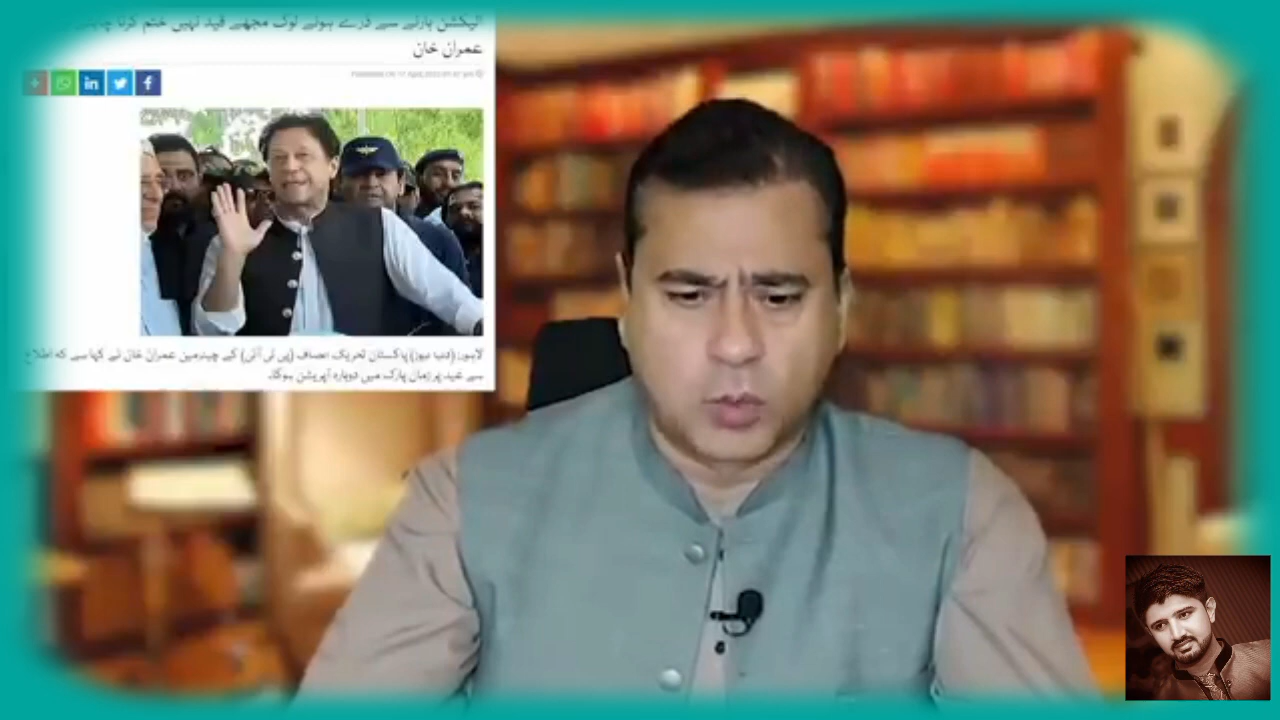 الیکشن ہارنے سے ڈرے ہوئے لوگ مجھے قید نہیں ختم کرنا
عمران خان
in
f
لاہور: (دنیا نیوز) پاکستان تحریک انصاف (پی ٹی آئی) کے چیئرمین عمران خان نے کہا ہے کہ اطلاع
ہے عید پر زمان پارک میں دوبارہ آپریشن ہوگا۔